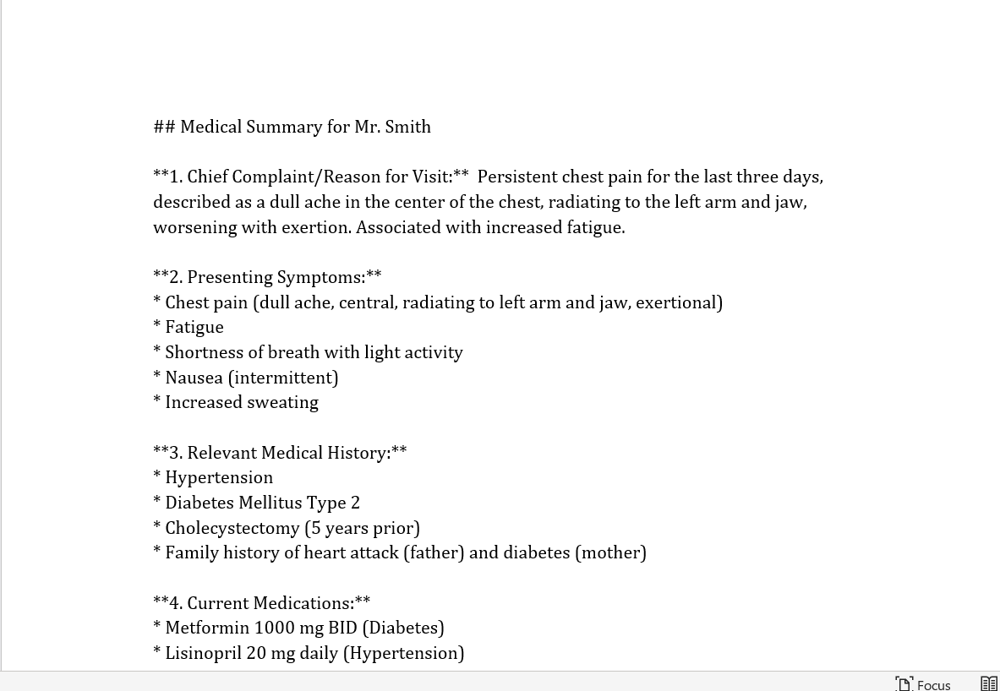 ## Medical Summary for Mr. Smith
**1. Chief Complaint/Reason for Visit:**  Persistent chest pain for the last three days,
described as a dull ache in the center of the chest, radiating to the left arm and jaw,
worsening with exertion. Associated with increased fatigue.
**2. Presenting Symptoms:**
* Chest pain (dull ache, central, radiating to left arm and jaw, exertional)
* Fatigue
* Shortness of breath with light activity
* Nausea (intermittent)
* Increased sweating
**3. Relevant Medical History:**
* Hypertension
* Diabetes Mellitus Type 2
* Cholecystectomy (5 years prior)
* Family history of heart attack (father) and diabetes (mother)
**4. Current Medications:**
* Metformin 1000 mg BID (Diabetes)
* Lisinopril 20 mg daily (Hypertension)
Focus